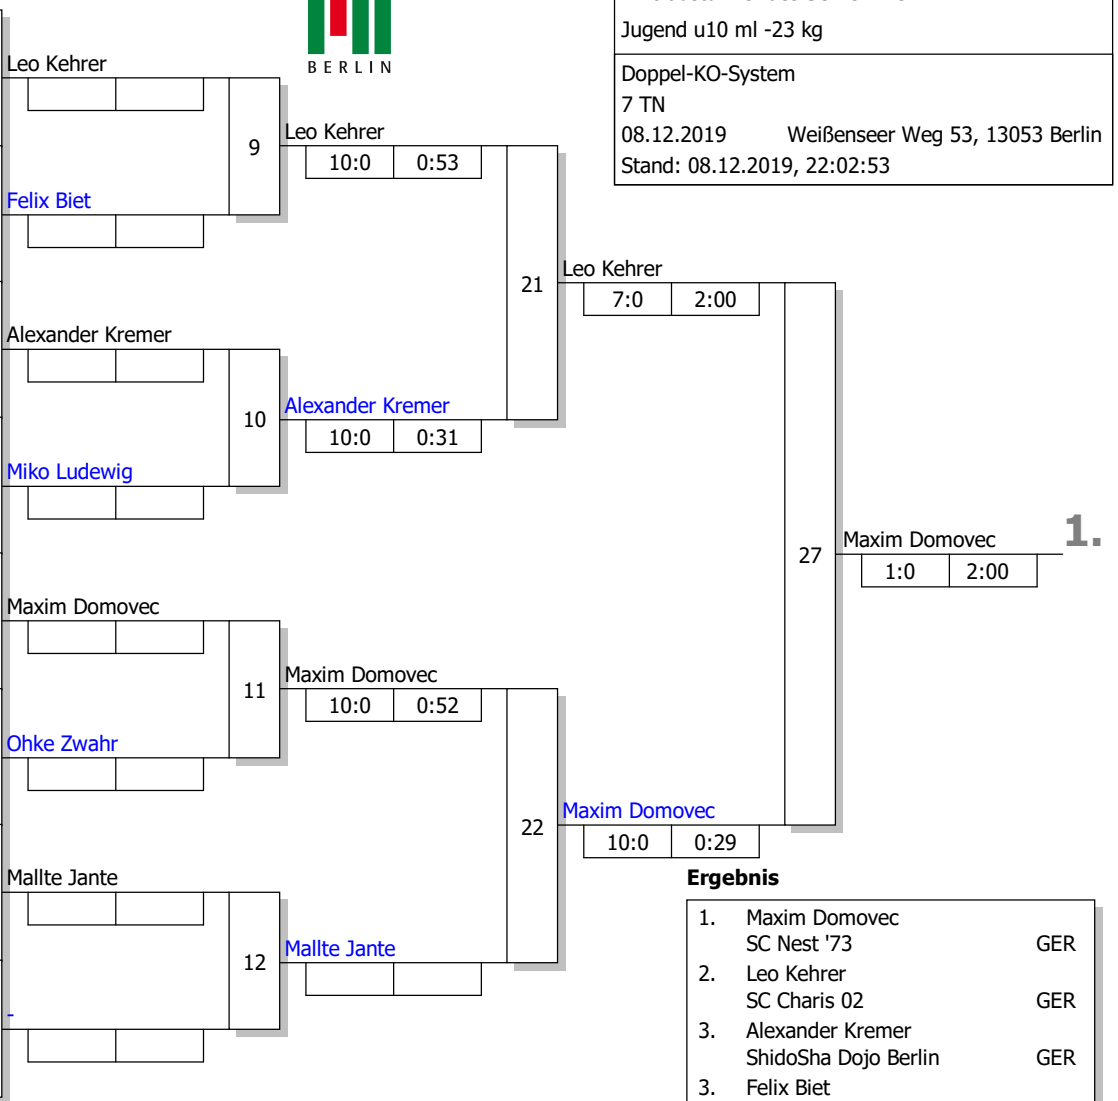 BERLIN
Jugend u10 ml -23 kg
Doppel-KO-System
7 TN
08.12.2019 Weißenseer Weg 53, 13053 Berlin
Stand: 08.12.2019, 22:02:53
Leo Kehrer
9
Felix Biet
Leo Kehrer
10:0 0:53
Alexander Kremer
10
Miko Ludewig
Alexander Kremer
10:0 0:31
21
Leo Kehrer
7:0 2:00
Maxim Domovec
11
Ohke Zwahr
Maxim Domovec
10:0 0:52
Mallte Jante
12
-
Mallte Jante
22
Maxim Domovec
10:0 0:29
27
Maxim Domovec
1:0 2:00
1.
Ergebnis
1. Maxim Domovec
SC Nest '73 GER
2. Leo Kehrer
SC Charis 02 GER
3. Alexander Kremer
ShidoSha Dojo Berlin GER
3. Felix Biet